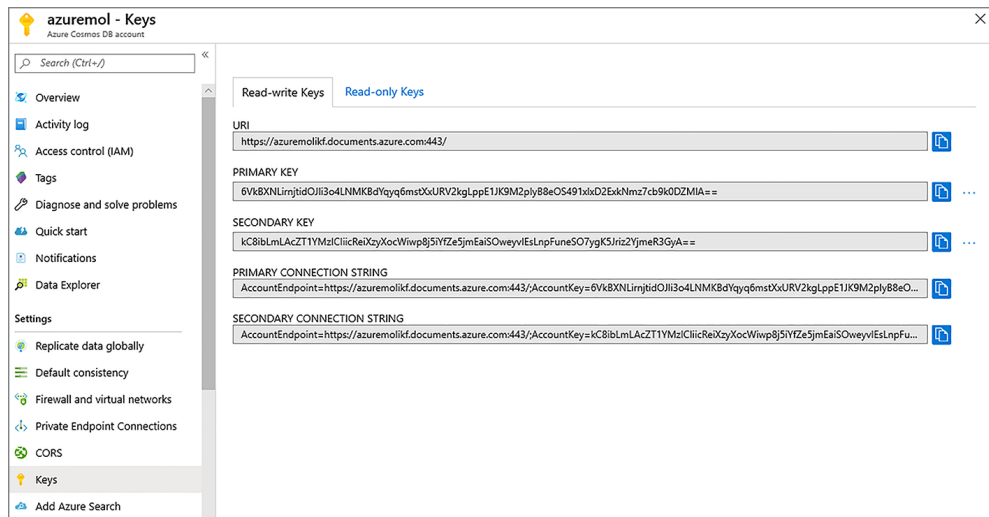 azuremol - Keys
Azure Cosmos DB account
Search (Ctrl+/)
Overview
Activity log
Access control (IAM)
Tags
Diagnose and solve problems
Quick start
Notifications
Data Explorer
Settings
Replicate data globally
Default consistency
Firewall and virtual networks
Private Endpoint Connections
CORS
Keys
Add Azure Search
Read-write Keys
Read-only Keys
URI
https://azuremolikf.documents.azure.com:443/
PRIMARY KEY
SECONDARY KEY
PRIMARY CONNECTION STRING
AccountEndpoint=https://azuremolikf.documents.azure.com:443/;
SECONDARY CONNECTION STRING
AccountEndpoint=https://azuremolikf.documents.azure.com:443/;